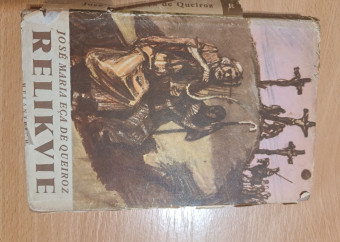 JOSÉ MARIA EÇA DE QUEIROZ
RELIKVIE
de Queiroz